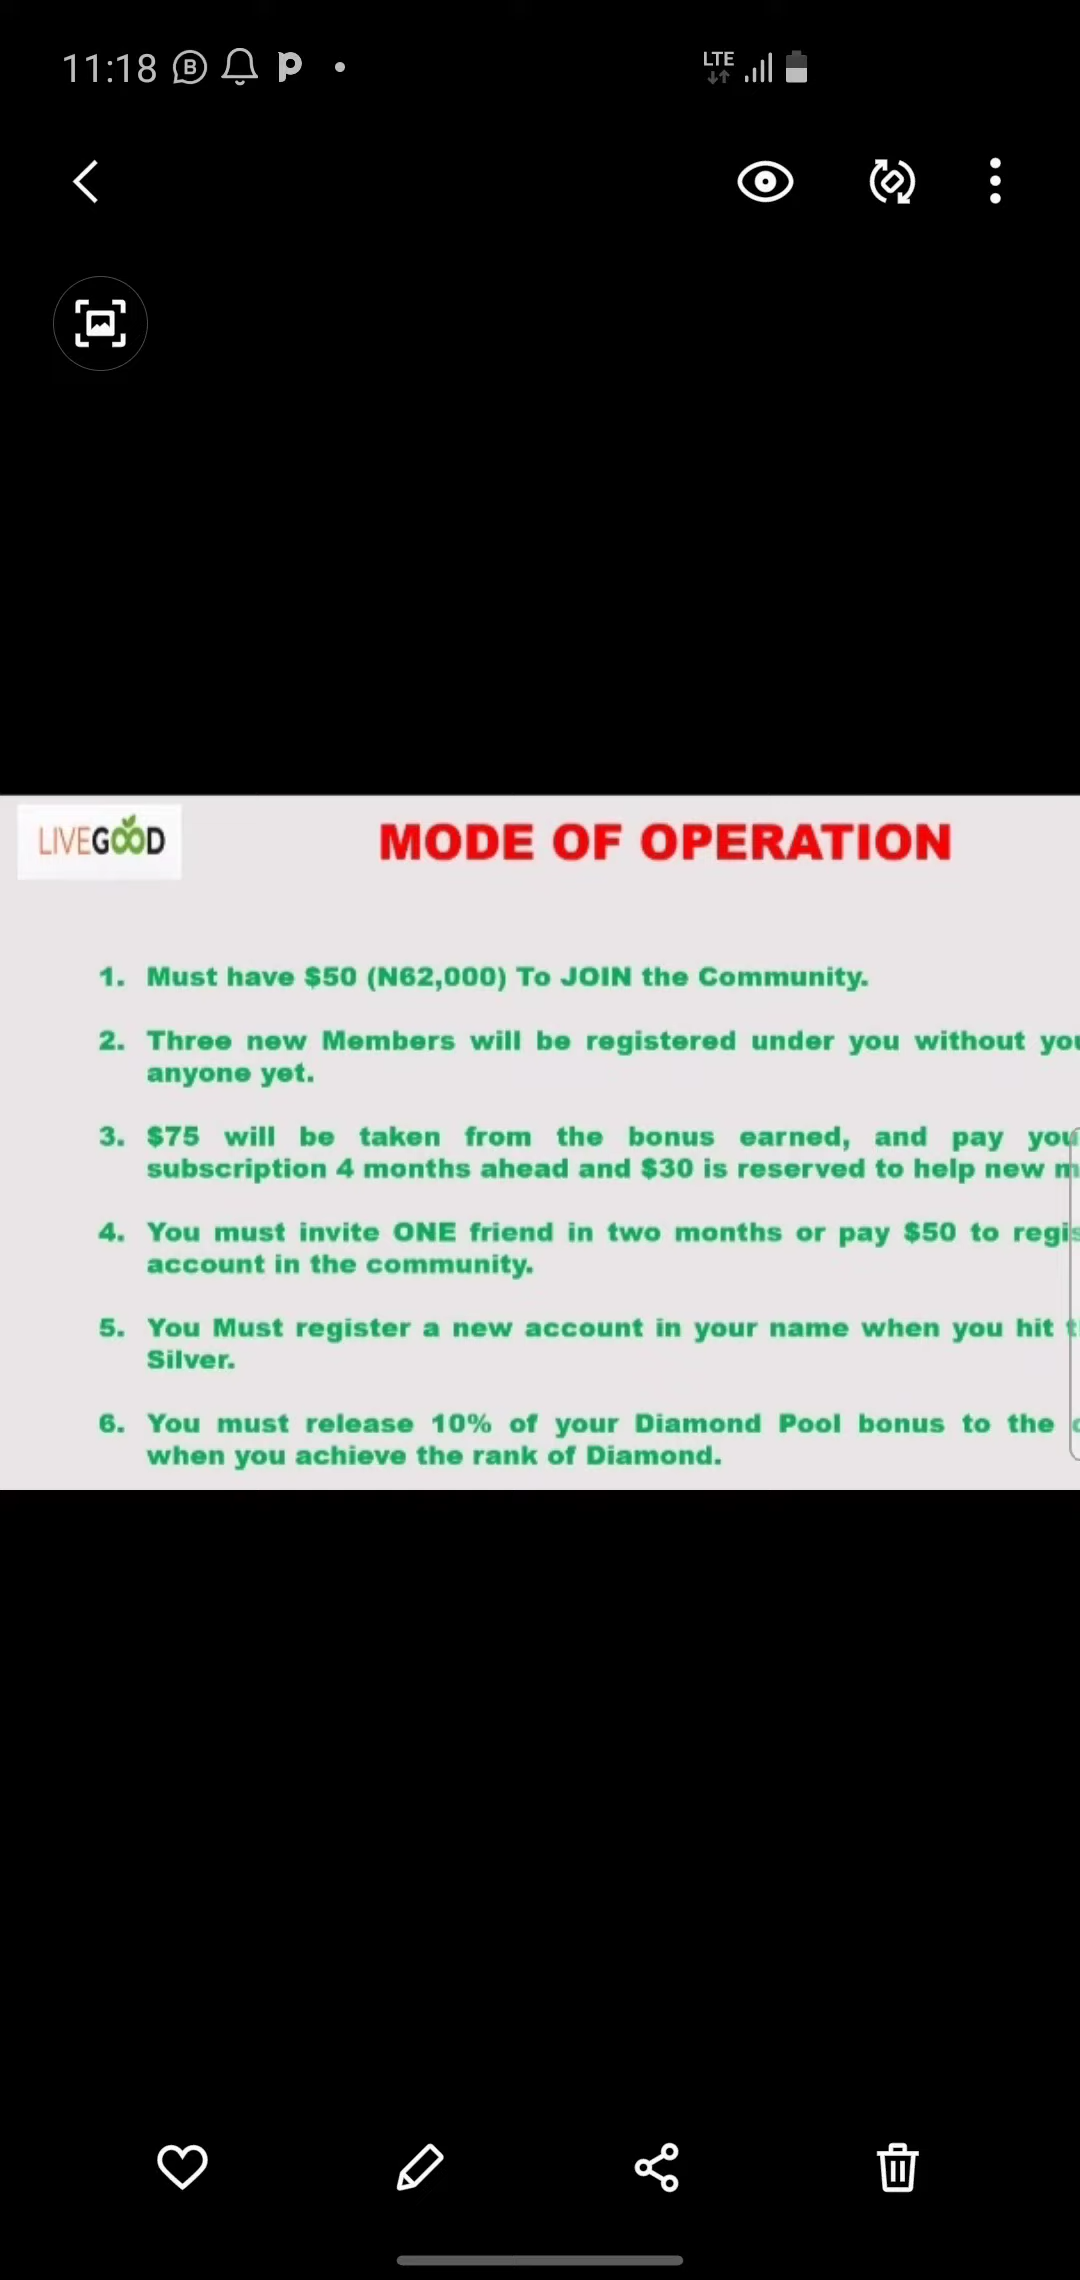 11:18
LTE
LIVEGOOD
MODE OF OPERATION
1. Must have $50 (N62,000) To JOIN the Community.
2. Three new Members will be registered under you without
anyone yet.
3. $75 will be taken from the bonus earned, and pay
subscription 4 months ahead and $30 is reserved to help new
4. You must invite ONE friend in two months or pay $50 to
account in the community.
5. You Must register a new account in your name when you hit
Silver.
6. You must release 10% of your Diamond Pool bonus to the
when you achieve the rank of Diamond.